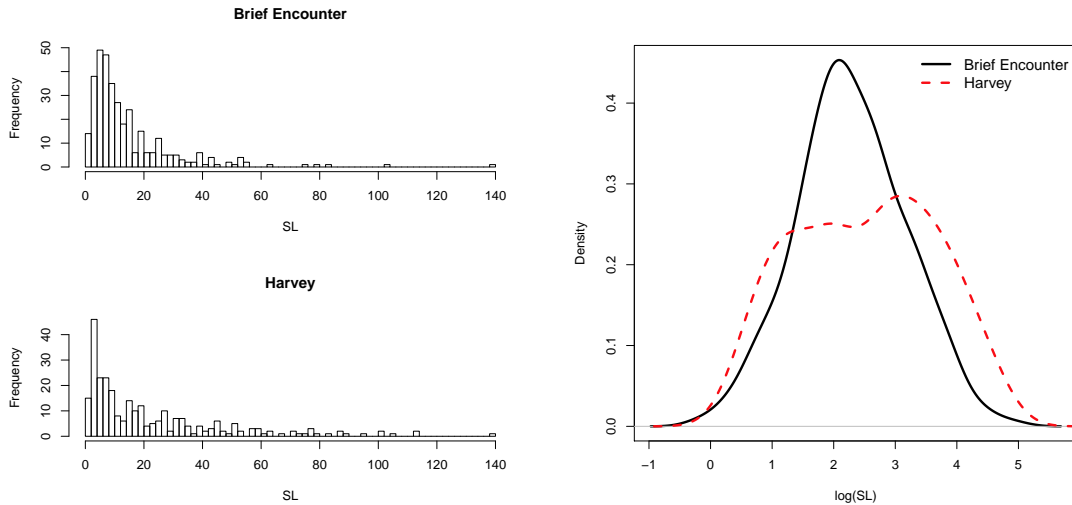 Brief Encounter
Frequency
0 10 30 50
0 20 40 60 80 100 120 140
SL
Harvey
Frequency
0 10 20 30 40
0 20 40 60 80 100 120 140
SL
Brief Encounter
Harvey
Density
0.0 0.1 0.2 0.3 0.4
−1 0 1 2 3 4 5
log(SL)